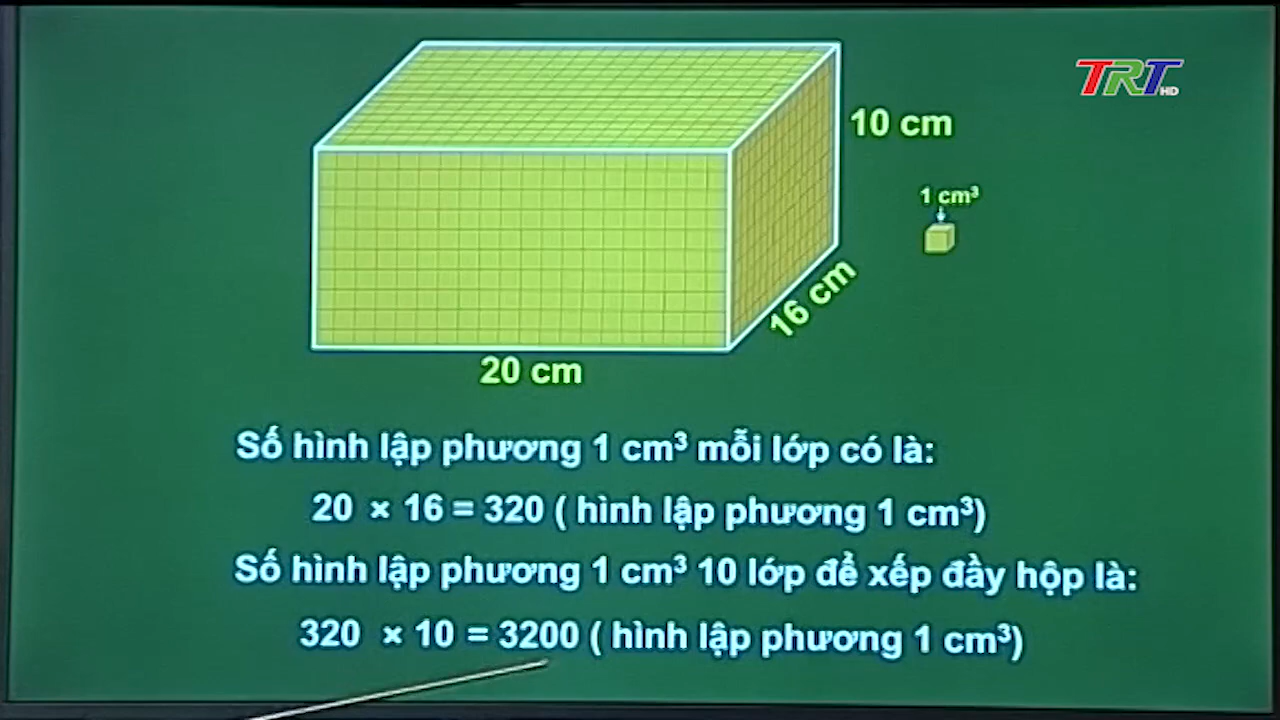 TRT HD
10 cm
1 cm³
16 cm
20 cm
Số hình lập phương 1 cm³ mỗi lớp có là:
20 × 16 = 320 ( hình lập phương 1 cm³)
Số hình lập phương 1 cm³ 10 lớp để xếp đầy hộp là:
320 × 10 = 3200 ( hình lập phương 1 cm³)